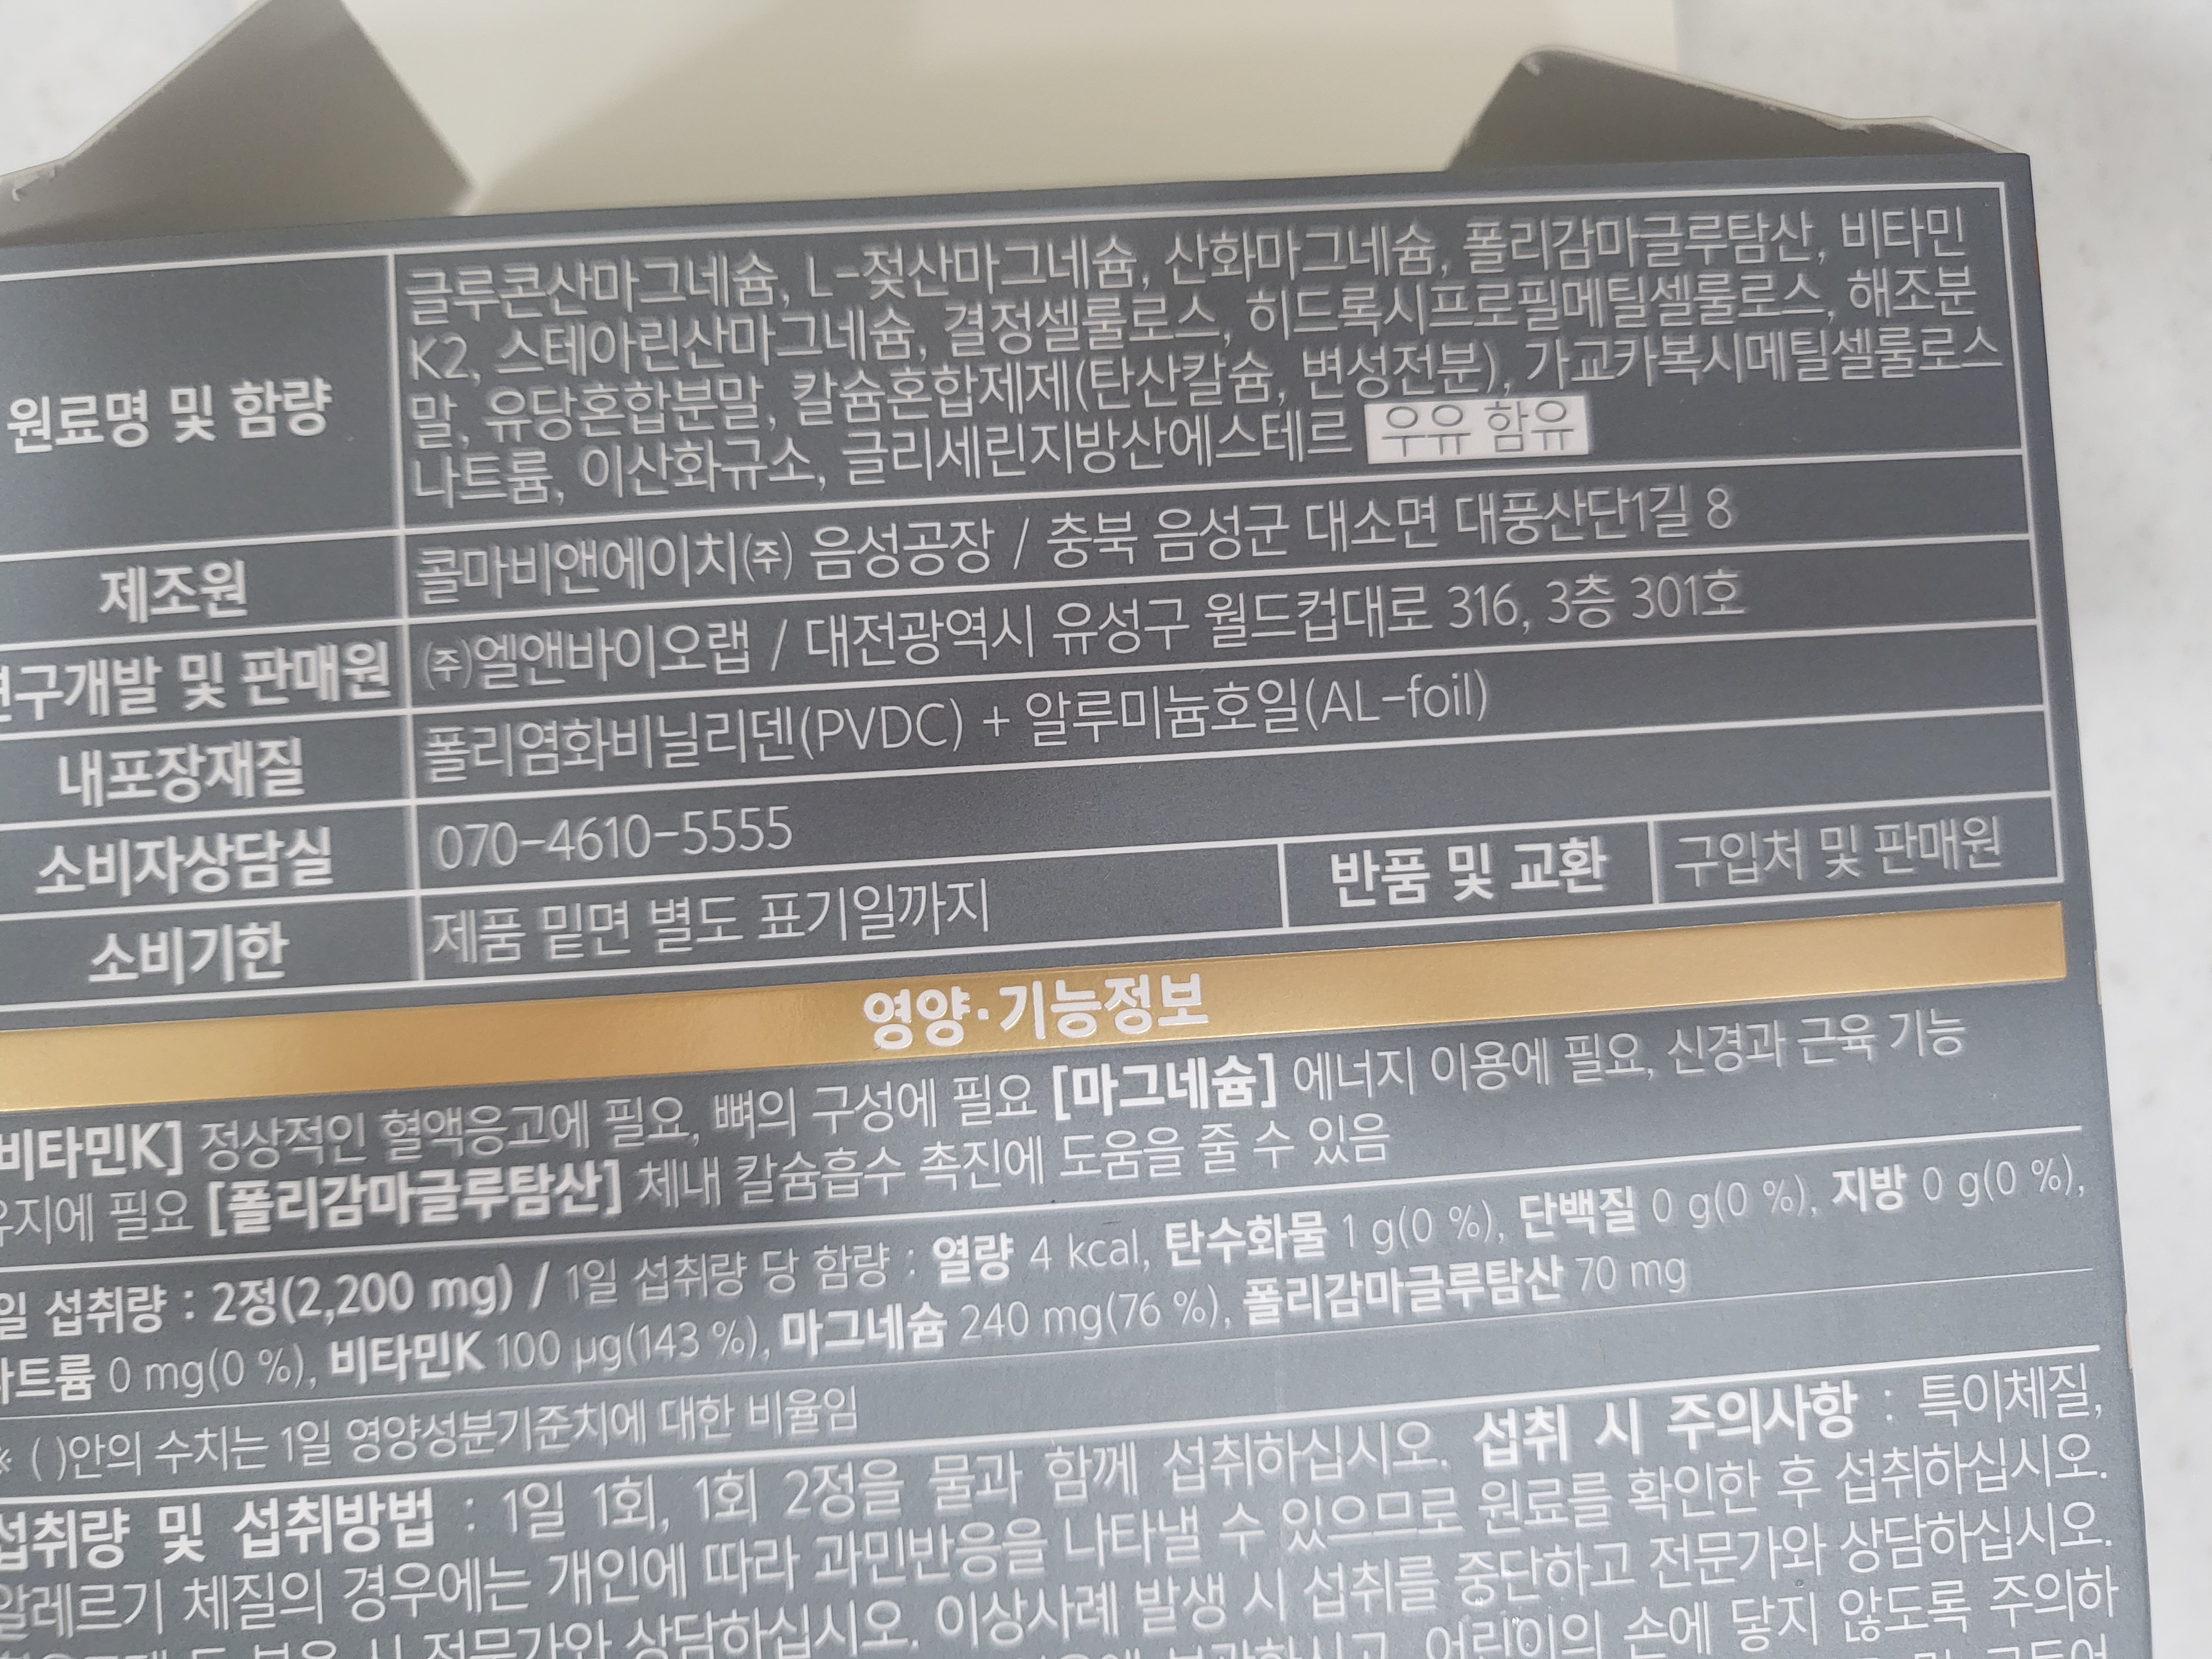 원료명 및 함량
글루콘산마그네슘, L-젖산마그네슘, 산화마그네슘, 폴리감마글루탐산, 비타민
K2, 스테아린산마그네슘, 결정셀룰로스, 히드록시프로필메틸셀룰로스, 해조분
말, 유당혼합분말, 칼슘혼합제제(탄산칼슘, 변성전분), 가교카복시메틸셀룰로스
나트륨, 이산화규소, 글리세린지방산에스테르 우유 함유
제조원 콜마비앤에이치㈜ 음성공장 / 충북 음성군 대소면 대풍산단1길 8
연구개발 및 판매원 ㈜엘앤바이오랩 / 대전광역시 유성구 월드컵대로 316, 3층 301호
내포장재질 폴리염화비닐리덴(PVDC) + 알루미늄호일(AL-foil)
소비자상담실 070-4610-5555
소비기한 제품 밑면 별도 표기일까지 반품 및 교환 구입처 및 판매원
영양·기능정보
비타민K] 정상적인 혈액응고에 필요, 뼈의 구성에 필요 [마그네슘] 에너지 이용에 필요, 신경과 근육 기능
유지에 필요 [폴리감마글루탐산] 체내 칼슘흡수 촉진에 도움을 줄 수 있음
일 섭취량 : 2정(2,200 mg) / 1일 섭취량 당 함량 : 열량 4 kcal, 탄수화물 1 g(0 %), 단백질 0 g(0 %), 지방 0 g(0 %),
나트륨 0 mg(0 %), 비타민K 100 µg(143 %), 마그네슘 240 mg(76 %), 폴리감마글루탐산 70 mg
※ ( )안의 수치는 1일 영양성분기준치에 대한 비율임
섭취량 및 섭취방법 : 1일 1회, 1회 2정을 물과 함께 섭취하십시오. 섭취 시 주의사항 : 특이체질,
알레르기 체질의 경우에는 개인에 따라 과민반응을 나타낼 수 있으므로 원료를 확인한 후 섭취하십시오.
복용 시 전문가와 상담하십시오. 이상사례 발생 시 섭취를 중단하고 전문가와 상담하십시오.
보관하시고, 어린이의 손에 닿지 않도록 주의하